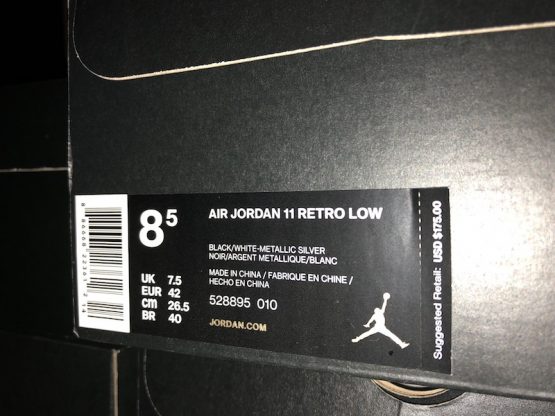 8⁵
AIR JORDAN 11 RETRO LOW
BLACK/WHITE-METALLIC SILVER
NOIR/ARGENT METALLIQUE/BLANC
UK 7.5
EUR 42
cm 26.5
BR 40
MADE IN CHINA / FABRIQUE EN CHINE /
HECHO EN CHINA
528895 010
JORDAN.COM
Suggested Retail: USD $175.00